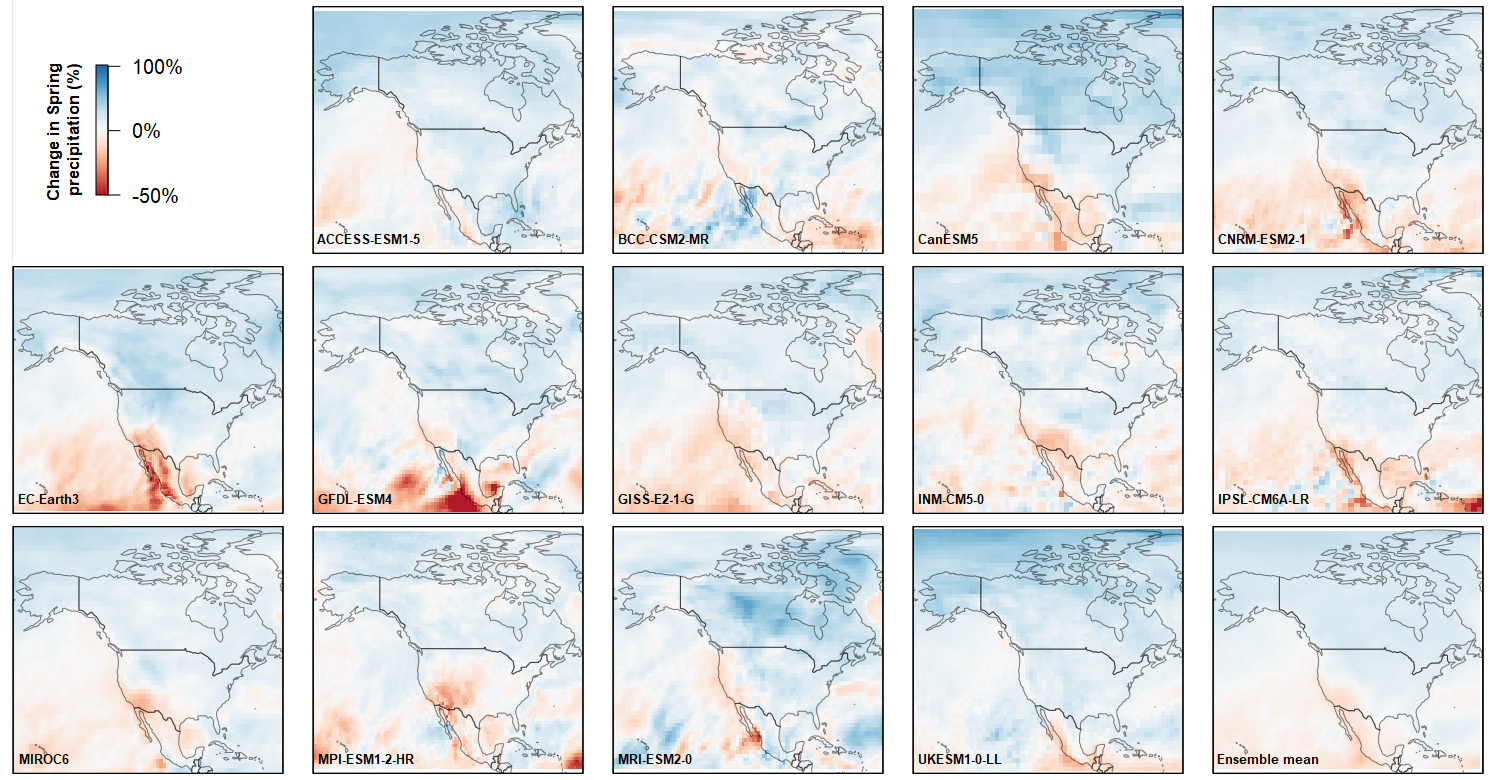 Change in Spring
precipitation (%)
100%
0%
-50%
ACCESS-ESM1-5
BCC-CSM2-MR
CanESM5
CNRM-ESM2-1
EC-Earth3
GFDL-ESM4
GISS-E2-1-G
INM-CM5-0
IPSL-CM6A-LR
MIROC6
MPI-ESM1-2-HR
MRI-ESM2-0
UKESM1-0-LL
Ensemble mean